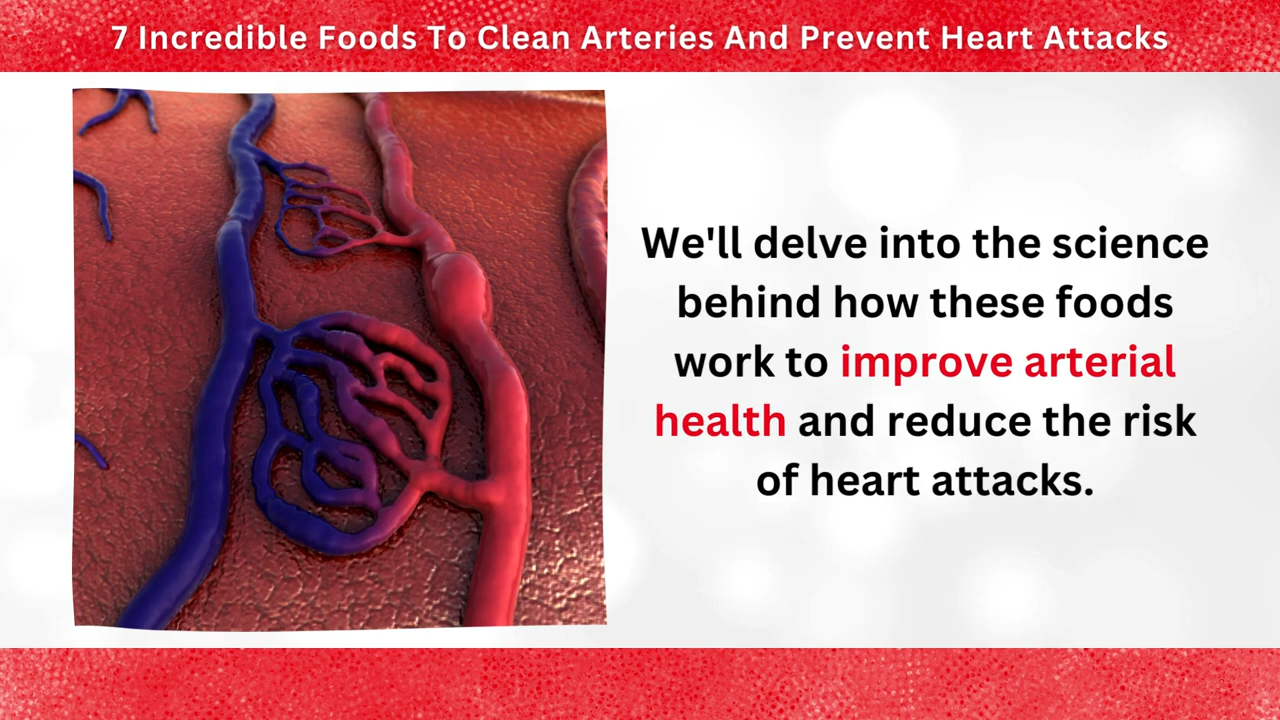 7 Incredible Foods To Clean Arteries And Prevent Heart Attacks
We'll delve into the science
behind how these foods
work to improve arterial
health and reduce the risk
of heart attacks.